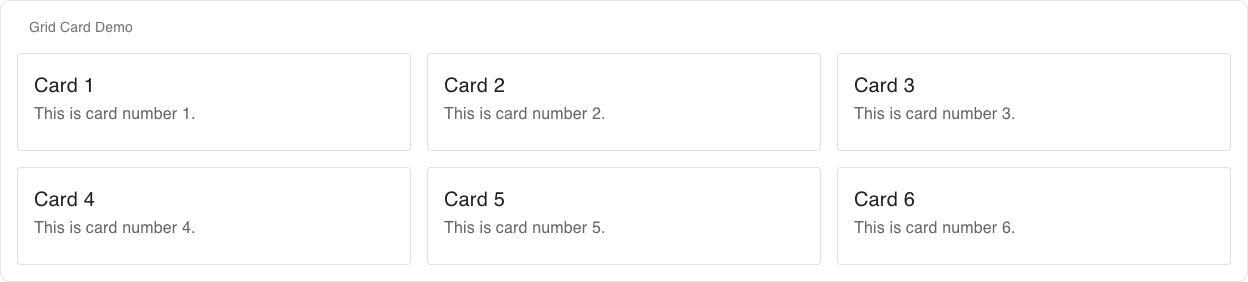 Grid Card Demo
Card 1
This is card number 1.
Card 2
This is card number 2.
Card 3
This is card number 3.
Card 4
This is card number 4.
Card 5
This is card number 5.
Card 6
This is card number 6.